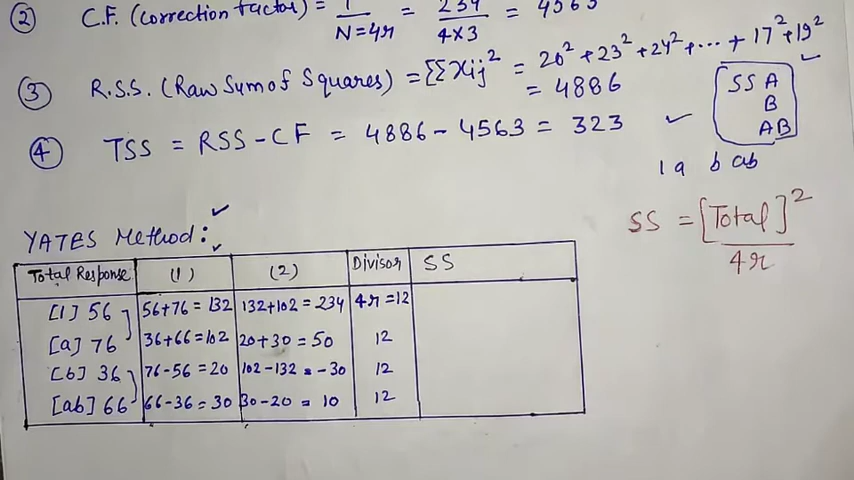 ② C.F. (correction factor) = / N=4r = 234 / 4×3 = 4563
③ R.S.S. (Raw Sum of Squares) = [ΣΣXij² = 20² + 23² + 24² + ... + 17² + 19²
= 4886
④ TSS = RSS - CF = 4886 - 4563 = 323
SS A
B
AB
1 a b ab
SS = [Total]² / 4r
YATES Method:
Total Response (1) (2) Divisor SS
[1] 56 56+76 = 132 132+102 = 234 4r =12
[a] 76 36+66 = 102 20+30 = 50 12
[b] 36 76-56 = 20 102-132 = -30 12
[ab] 66 66-36 = 30 30-20 = 10 12